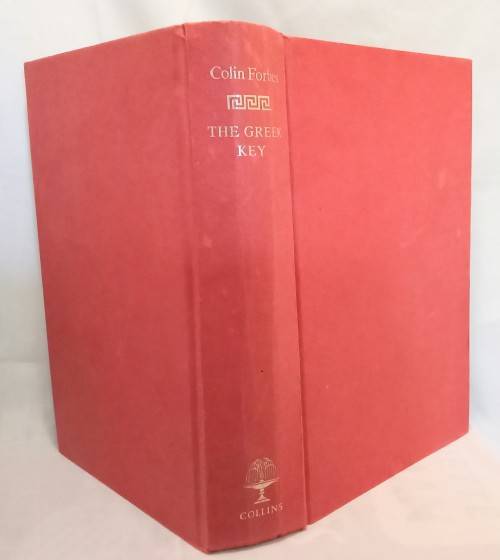 Colin Forbes
THE GREEK
KEY
COLLINS